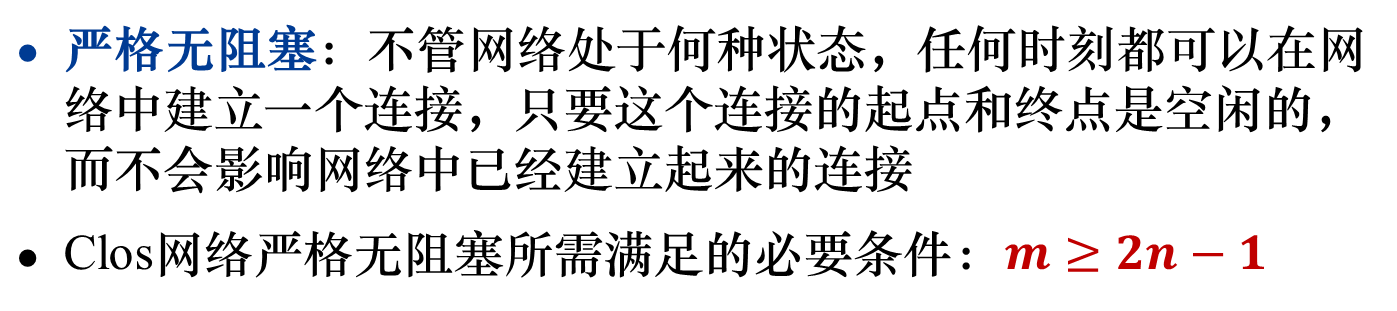 • 严格无阻塞：不管网络处于何种状态，任何时刻都可以在网
络中建立一个连接，只要这个连接的起点和终点是空闲的，
而不会影响网络中已经建立起来的连接
• Clos网络严格无阻塞所需满足的必要条件：m ≥ 2n − 1